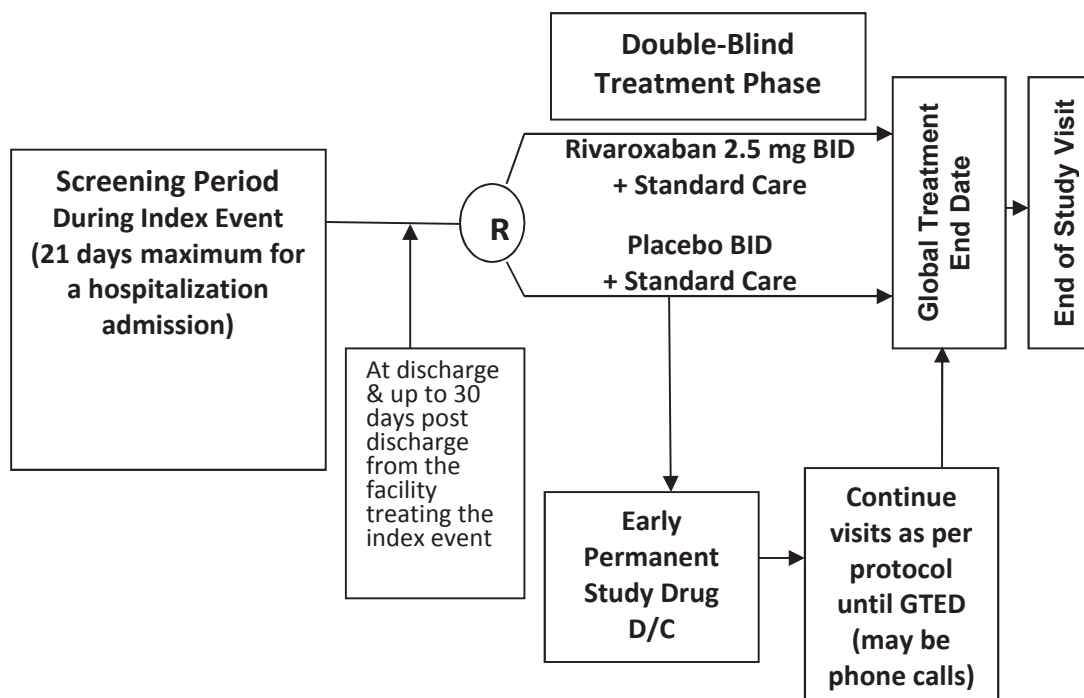 Screening Period
During Index Event
(21 days maximum for
a hospitalization
admission)
At discharge
& up to 30
days post
discharge
from the
facility
treating the
index event
R
Double-Blind
Treatment Phase
Rivaroxaban 2.5 mg BID
+ Standard Care
Placebo BID
+ Standard Care
Early
Permanent
Study Drug
D/C
Continue
visits as per
protocol
until GTED
(may be
phone calls)
Global Treatment
End Date
End of Study Visit